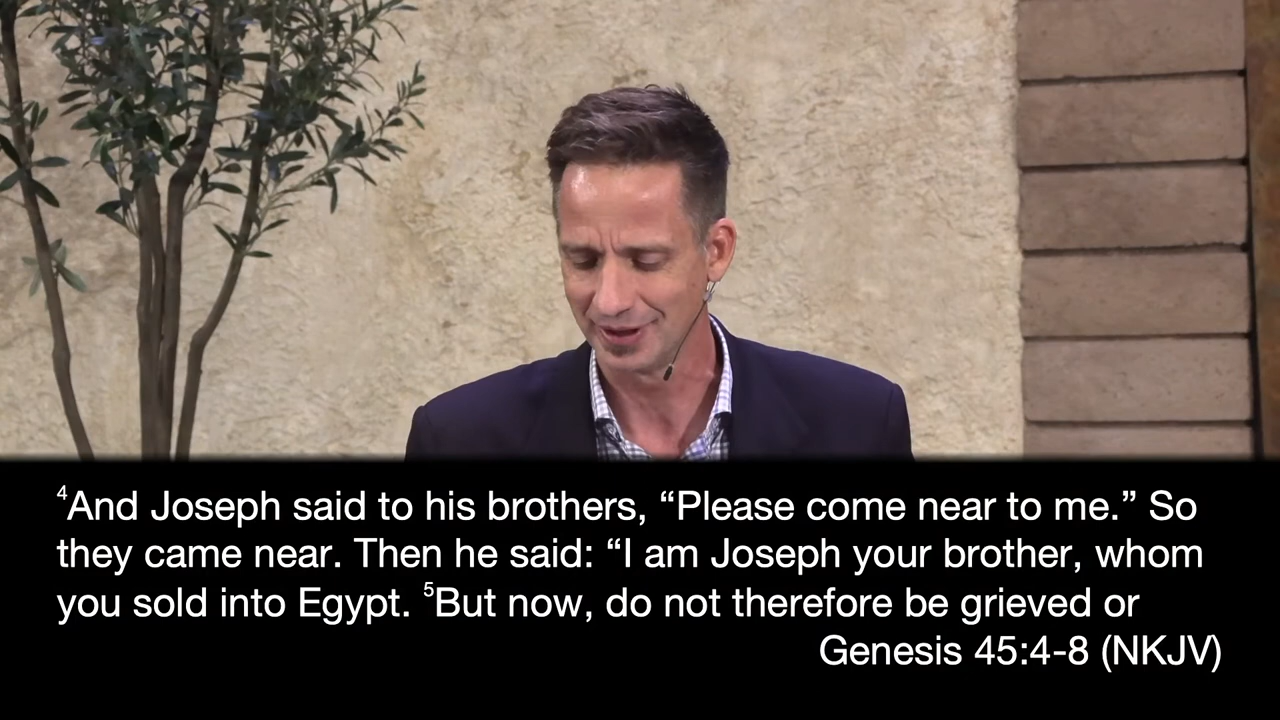 ⁴And Joseph said to his brothers, “Please come near to me.” So
they came near. Then he said: “I am Joseph your brother, whom
you sold into Egypt. ⁵But now, do not therefore be grieved or
Genesis 45:4-8 (NKJV)